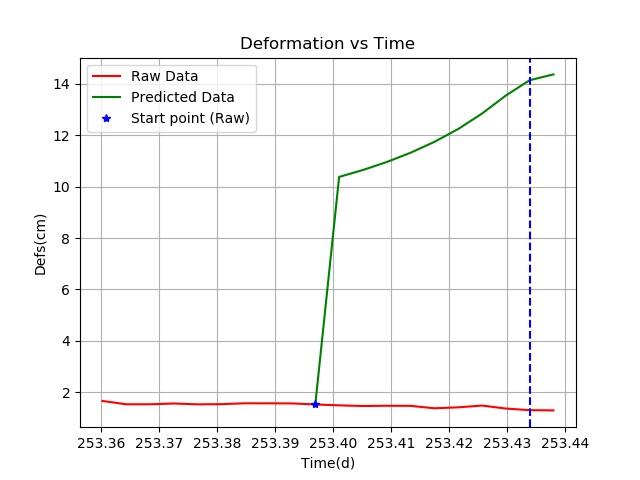 Deformation vs Time
Raw Data
Predicted Data
Start point (Raw)
Defs(cm)
14
12
10
8
6
4
2
253.36 253.37 253.38 253.39 253.40 253.41 253.42 253.43 253.44
Time(d)